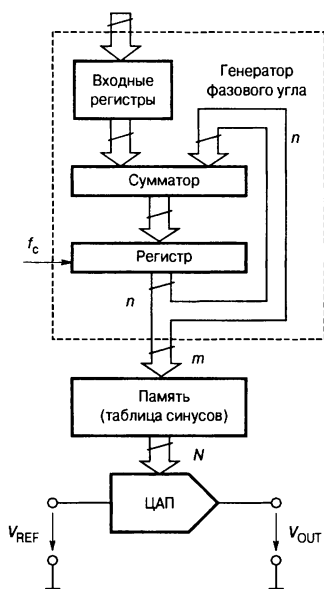 Входные
регистры
Генератор
фазового угла
n
Сумматор
f_c
Регистр
n
m
Память
(таблица синусов)
N
ЦАП
V_REF
V_OUT